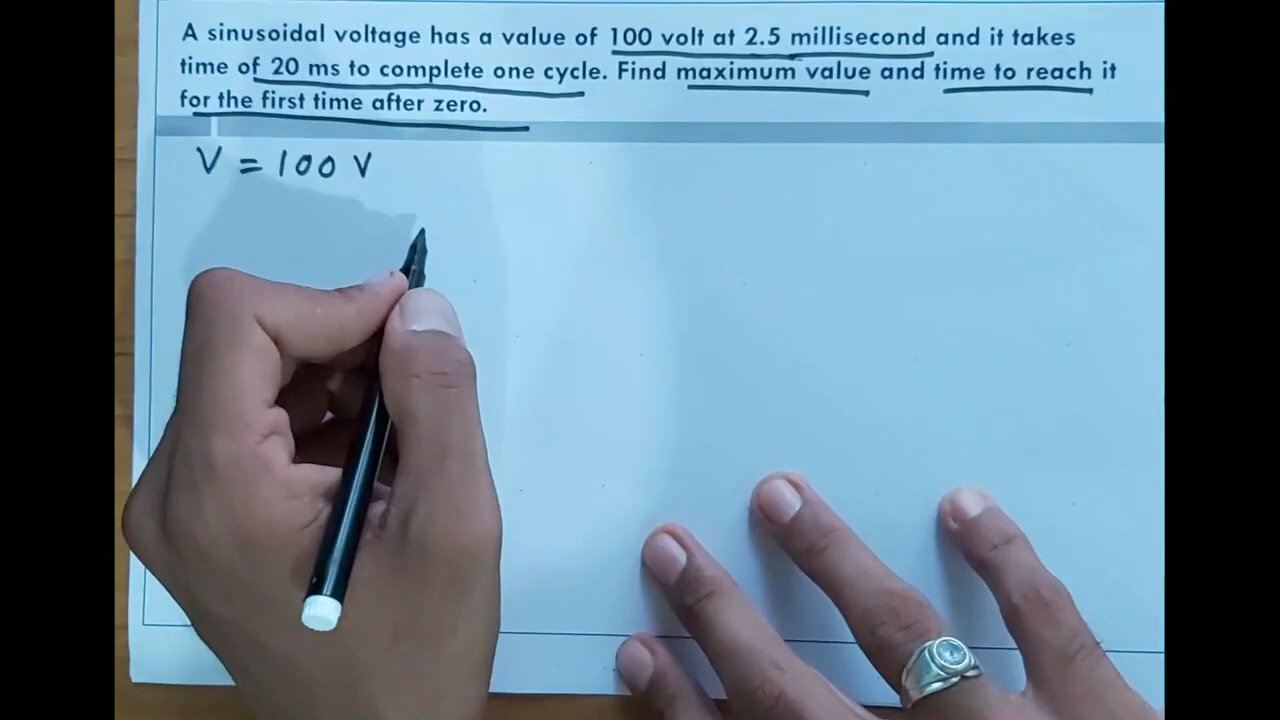 A sinusoidal voltage has a value of 100 volt at 2.5 millisecond and it takes
time of 20 ms to complete one cycle. Find maximum value and time to reach it
for the first time after zero.
V = 100 V